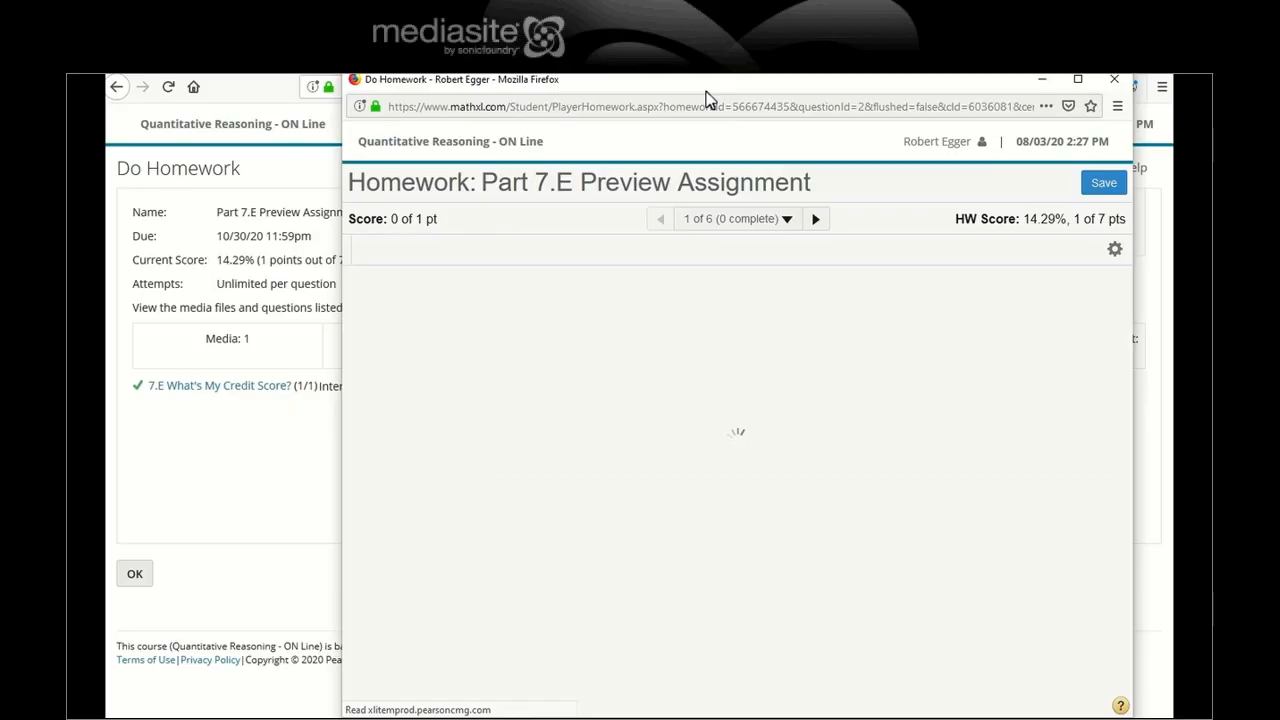 mediasite
by sonicfoundry
Do Homework - Robert Egger - Mozilla Firefox
https://www.mathxl.com/Student/PlayerHomework.aspx?homew Id=566674435&questionId=2&flushed=false&cId=6036081&cer
Quantitative Reasoning - ON Line
PM
Quantitative Reasoning - ON Line
Robert Egger | 08/03/20 2:27 PM
Do Homework
elp
Homework: Part 7.E Preview Assignment
Save
Name: Part 7.E Preview Assignm
Score: 0 of 1 pt
1 of 6 (0 complete)
HW Score: 14.29%, 1 of 7 pts
Due: 10/30/20 11:59pm
Current Score: 14.29% (1 points out of 7
Attempts: Unlimited per question
View the media files and questions listed
Media: 1
t:
7.E What's My Credit Score? (1/1) Inter
OK
This course (Quantitative Reasoning - ON Line) is ba
Terms of Use | Privacy Policy | Copyright © 2020 Pea
Read xlitemprod.pearsoncmg.com
?